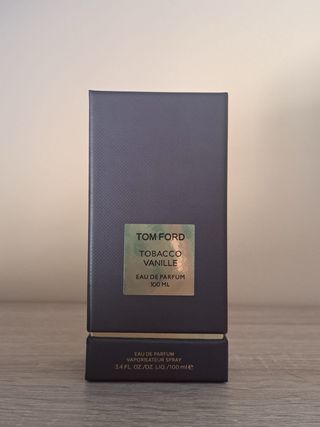 TOM FORD
TOBACCO
VANILLE
EAU DE PARFUM
100 ML
EAU DE PARFUM
VAPORISATEUR SPRAY
3.4 FL. OZ./OZ. LIQ./100 ml ℮